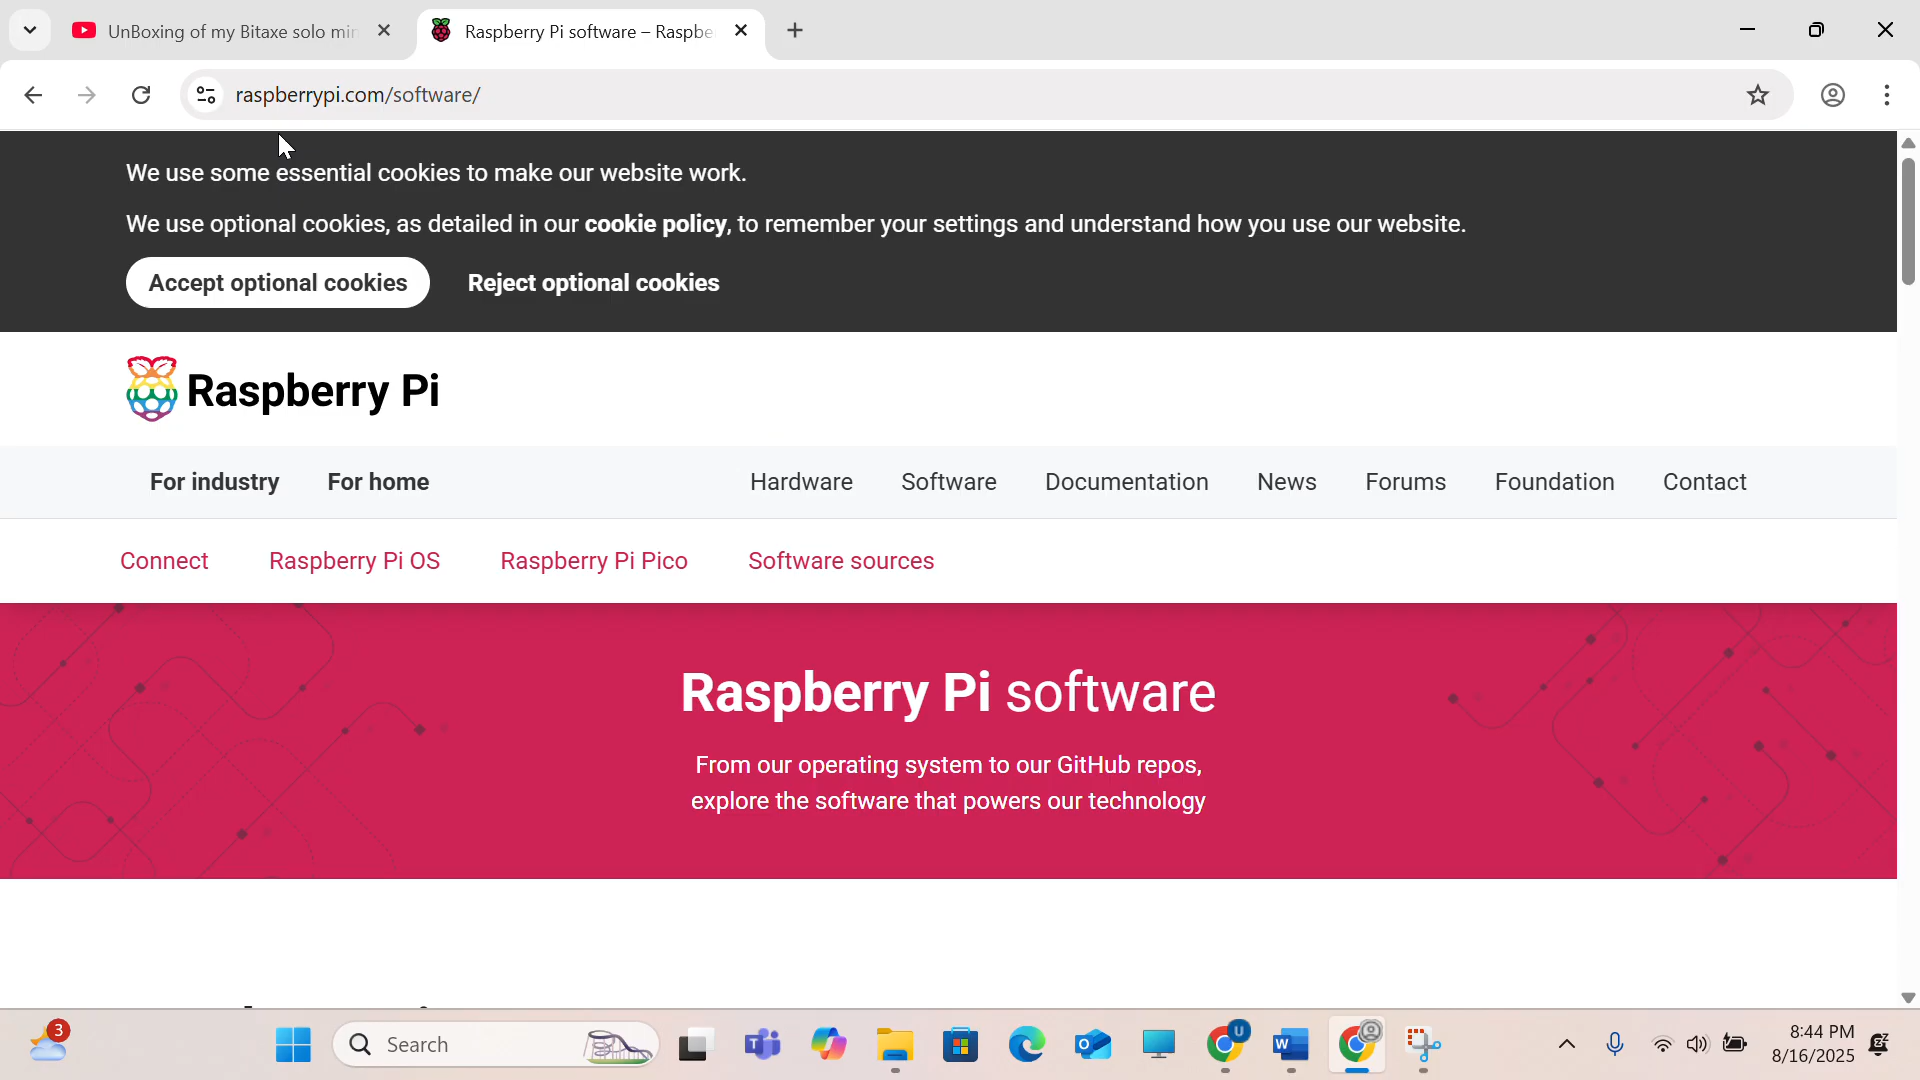 UnBoxing of my Bitaxe solo min
Raspberry Pi software – Raspbe
raspberrypi.com/software/
We use some essential cookies to make our website work.
We use optional cookies, as detailed in our cookie policy, to remember your settings and understand how you use our website.
Accept optional cookies
Reject optional cookies
Raspberry Pi
For industry
For home
Hardware
Software
Documentation
News
Forums
Foundation
Contact
Connect
Raspberry Pi OS
Raspberry Pi Pico
Software sources
Raspberry Pi software
From our operating system to our GitHub repos,
explore the software that powers our technology
3
Search
U
8:44 PM
8/16/2025